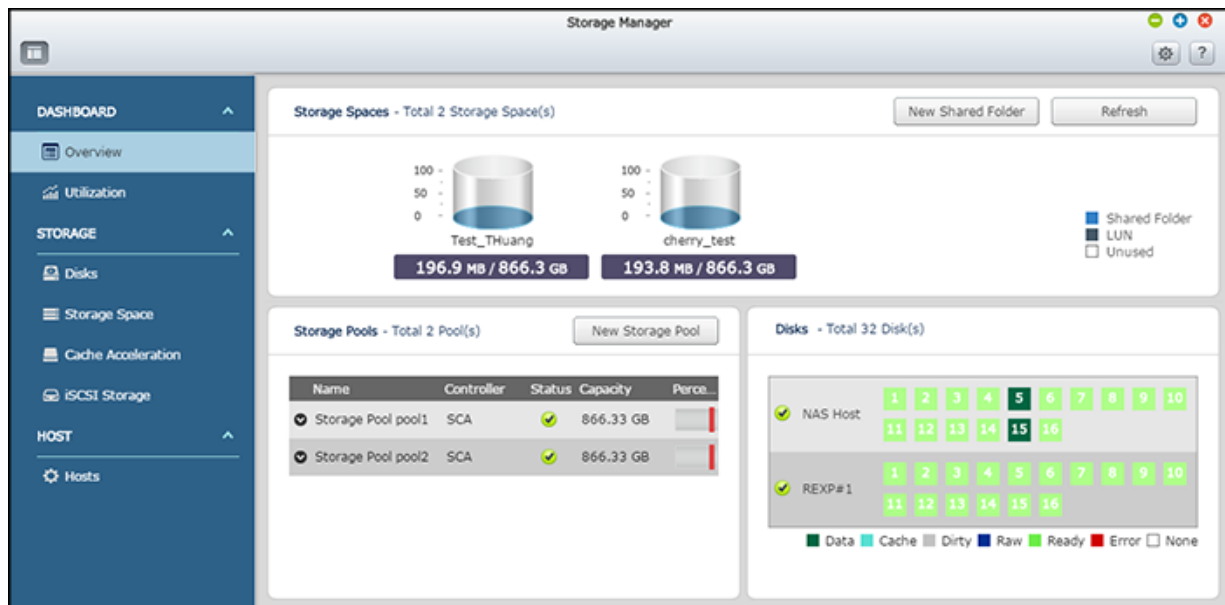 Storage Manager
?
DASHBOARD
Overview
Utilization
STORAGE
Disks
Storage Space
Cache Acceleration
iSCSI Storage
HOST
Hosts
Storage Spaces - Total 2 Storage Space(s)
New Shared Folder
Refresh
100
50
0
Test_THuang
196.9 MB / 866.3 GB
100
50
0
cherry_test
193.8 MB / 866.3 GB
Shared Folder
LUN
Unused
Storage Pools - Total 2 Pool(s)
New Storage Pool
Name Controller Status Capacity Perce...
Storage Pool pool1 SCA 866.33 GB
Storage Pool pool2 SCA 866.33 GB
Disks - Total 32 Disk(s)
NAS Host
1 2 3 4 5 6 7 8 9 10
11 12 13 14 15 16
REXP#1
1 2 3 4 5 6 7 8 9 10
11 12 13 14 15 16
Data Cache Dirty Raw Ready Error None